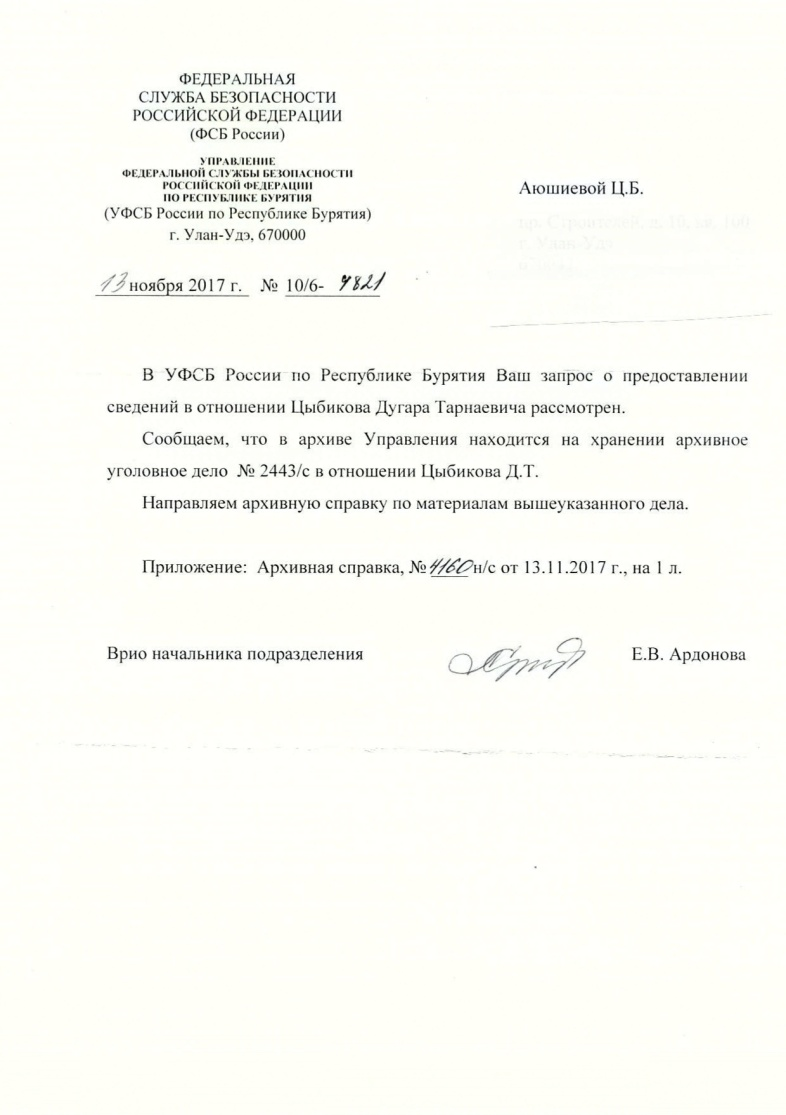 ФЕДЕРАЛЬНАЯ
СЛУЖБА БЕЗОПАСНОСТИ
РОССИЙСКОЙ ФЕДЕРАЦИИ
(ФСБ России)
УПРАВЛЕНИЕ
ФЕДЕРАЛЬНОЙ СЛУЖБЫ БЕЗОПАСНОСТИ
РОССИЙСКОЙ ФЕДЕРАЦИИ
ПО РЕСПУБЛИКЕ БУРЯТИЯ
(УФСБ России по Республике Бурятия)
г. Улан-Удэ, 670000
13 ноября 2017 г. № 10/6- 4821
Аюшиевой Ц.Б.
В УФСБ России по Республике Бурятия Ваш запрос о предоставлении
сведений в отношении Цыбикова Дугара Тарнаевича рассмотрен.
Сообщаем, что в архиве Управления находится на хранении архивное
уголовное дело № 2443/с в отношении Цыбикова Д.Т.
Направляем архивную справку по материалам вышеуказанного дела.
Приложение: Архивная справка, № 4160 н/с от 13.11.2017 г., на 1 л.
Врио начальника подразделения Е.В. Ардонова